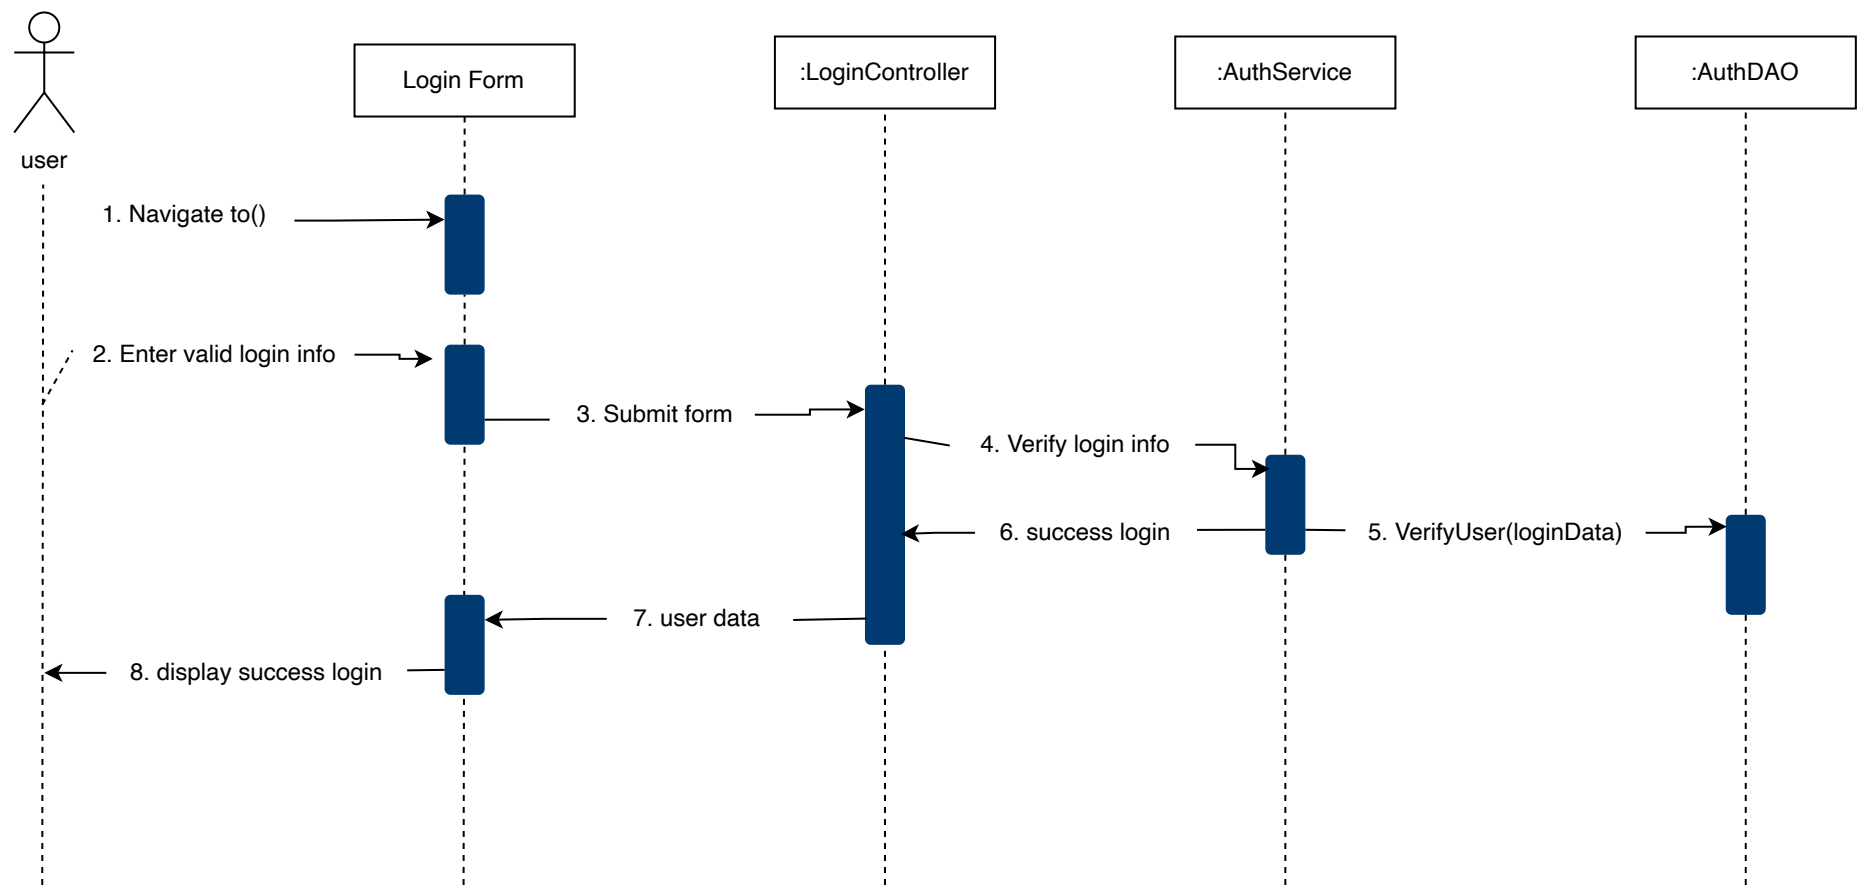 Login Form
:LoginController
:AuthService
:AuthDAO
user
1. Navigate to()
2. Enter valid login info
3. Submit form
4. Verify login info
6. success login
5. VerifyUser(loginData)
7. user data
8. display success login